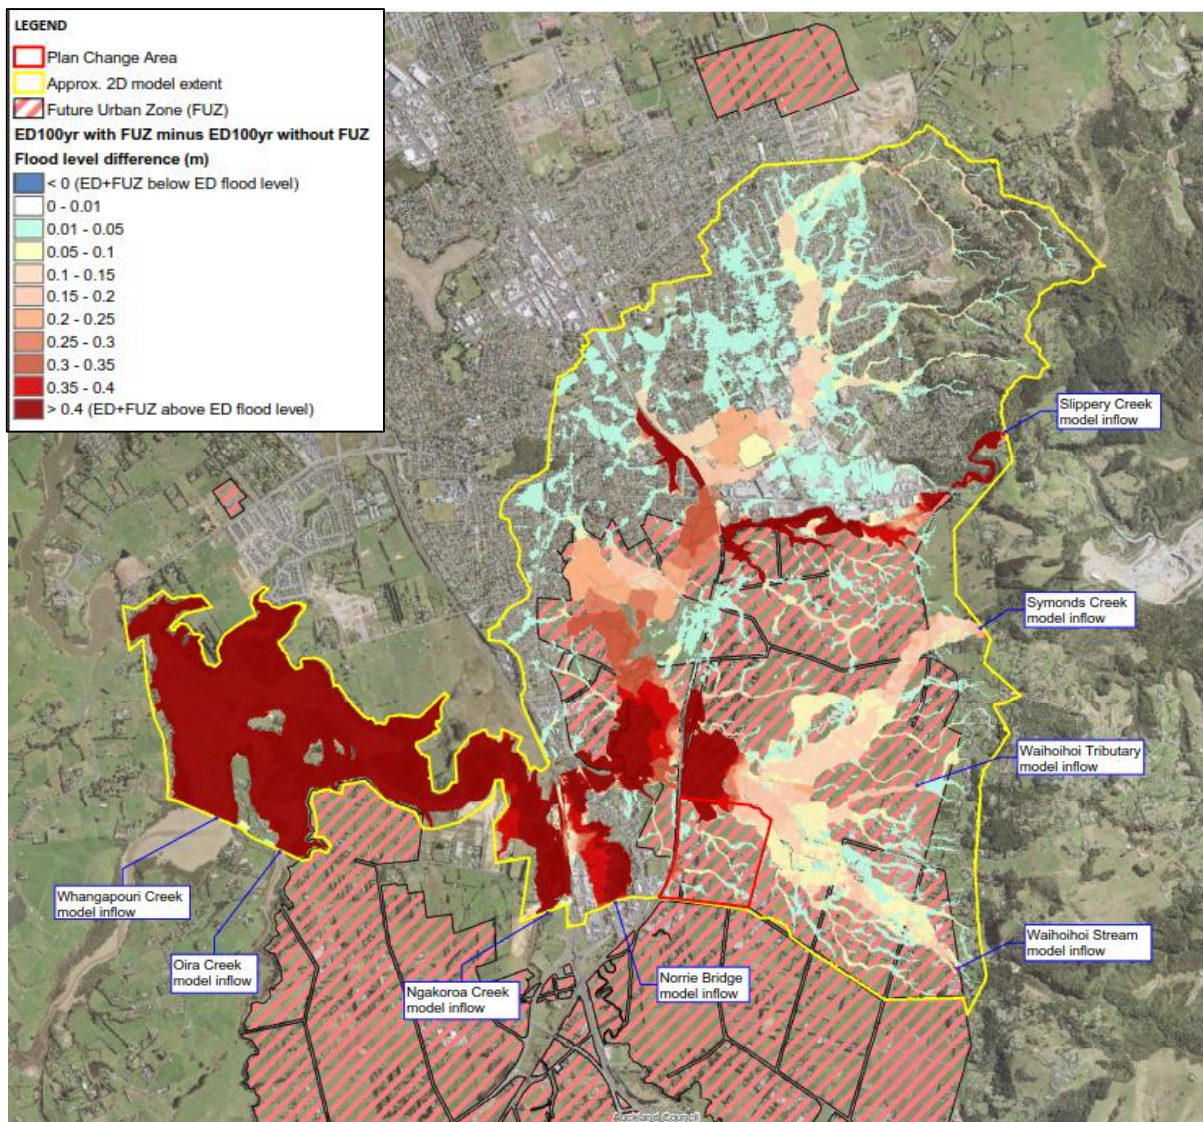 LEGEND
Plan Change Area
Approx. 2D model extent
Future Urban Zone (FUZ)
ED100yr with FUZ minus ED100yr without FUZ
Flood level difference (m)
< 0 (ED+FUZ below ED flood level)
0 - 0.01
0.01 - 0.05
0.05 - 0.1
0.1 - 0.15
0.15 - 0.2
0.2 - 0.25
0.25 - 0.3
0.3 - 0.35
0.35 - 0.4
> 0.4 (ED+FUZ above ED flood level)
Slippery Creek
model inflow
Symonds Creek
model inflow
Waihoihoi Tributary
model inflow
Whangapouri Creek
model inflow
Oira Creek
model inflow
Ngakoroa Creek
model inflow
Norrie Bridge
model inflow
Waihoihoi Stream
model inflow
Auckland Council